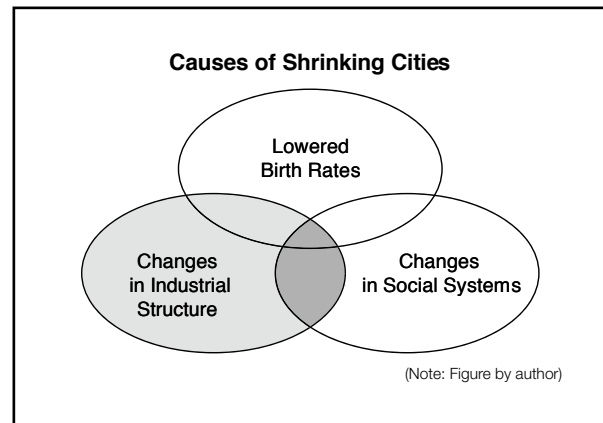 Causes of Shrinking Cities
Lowered
Birth Rates
Changes
in Industrial
Structure
Changes
in Social Systems
(Note: Figure by author)